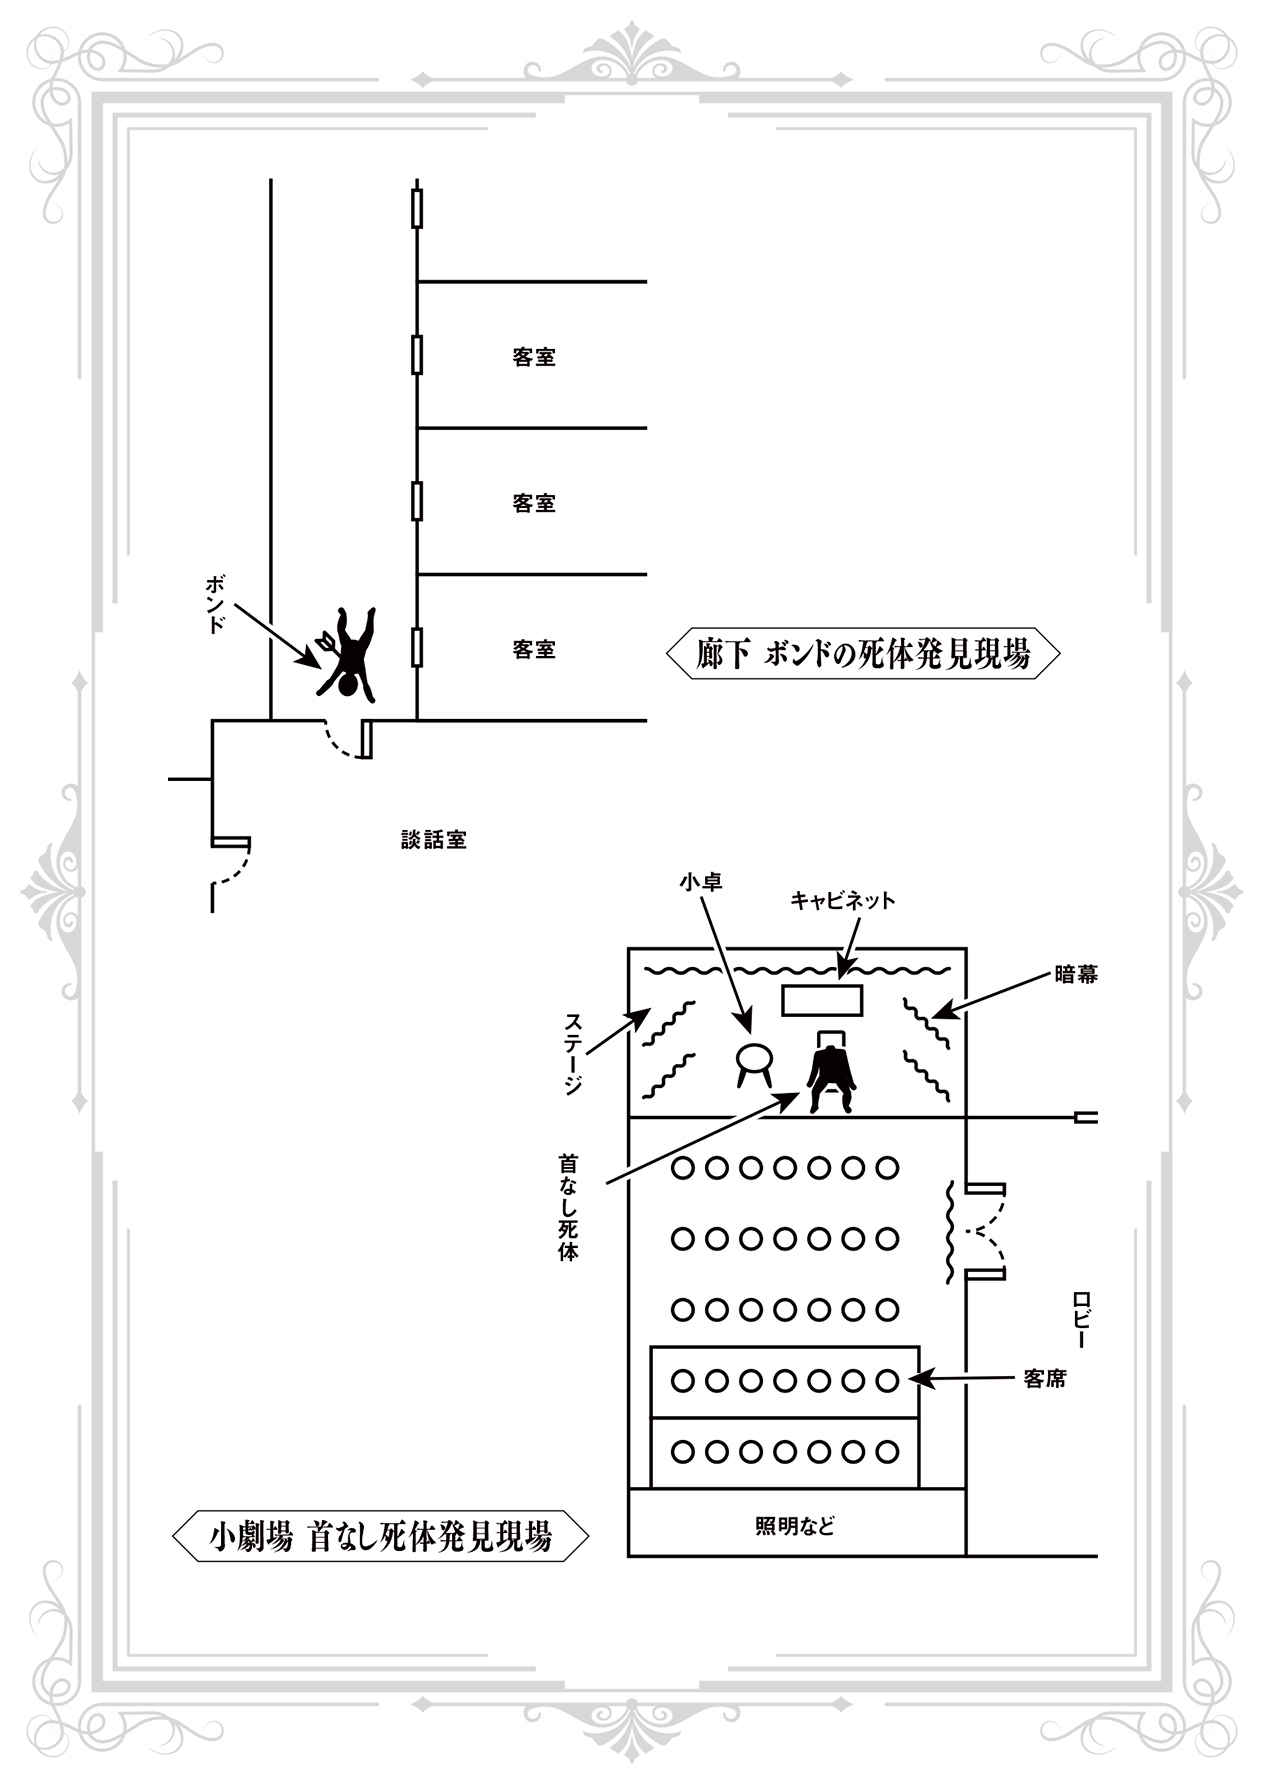 客室
客室
ボンド
客室
廊下 ボンドの死体発見現場
談話室
小卓
キャビネット
暗幕
ステージ
首なし死体
ロビー
客席
小劇場 首なし死体発見現場
照明など